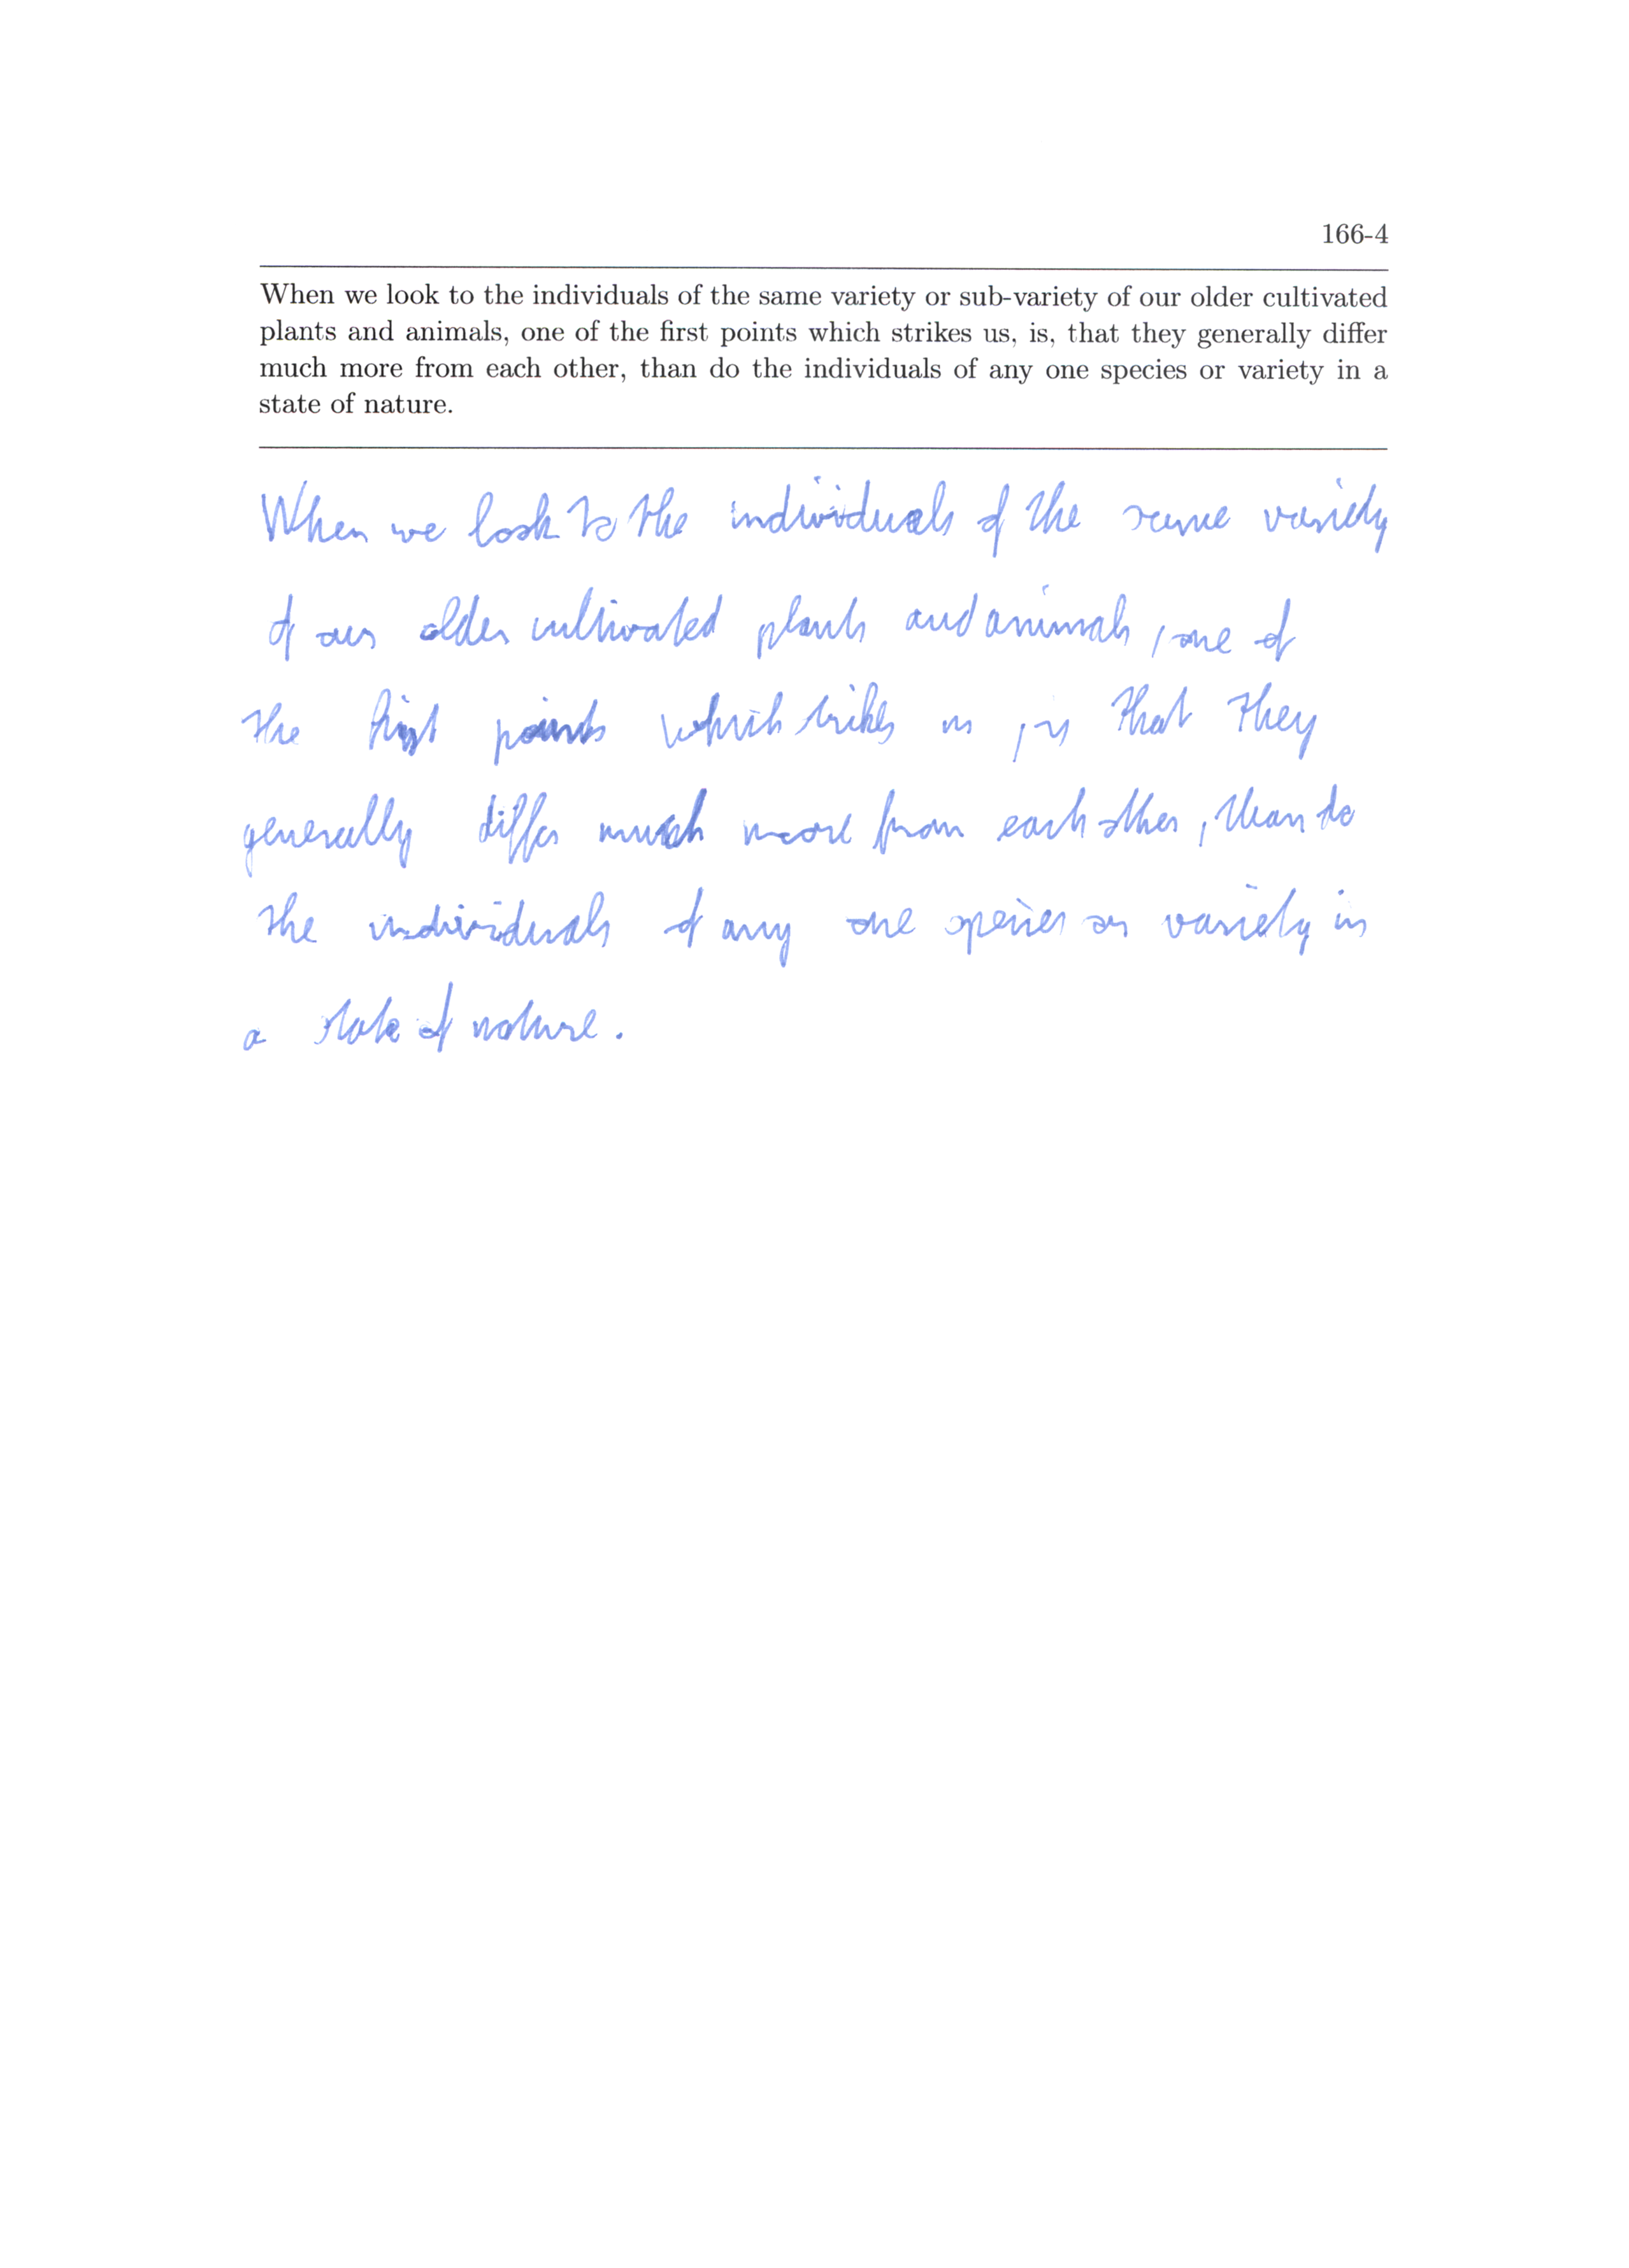 166-4
When we look to the individuals of the same variety or sub-variety of our older cultivated
plants and animals, one of the first points which strikes us, is, that they generally differ
much more from each other, than do the individuals of any one species or variety in a
state of nature.
When we look to the individuals of the same variety
of our older cultivated plants and animals, one of
the first points which trikes us , is that they
generally differ much more from each other, than do
the individuals of any one species or variety in
a state of nature.